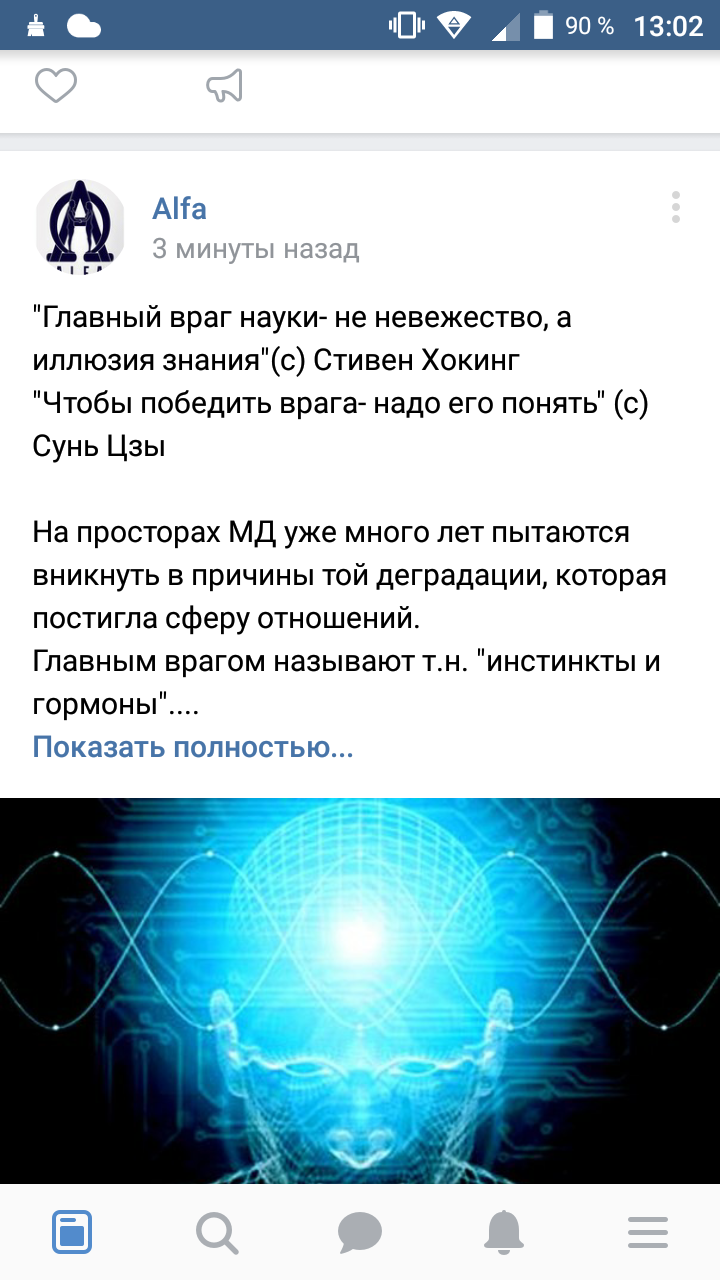 90 % 13:02
Alfa
3 минуты назад
"Главный враг науки- не невежество, а
иллюзия знания"(с) Стивен Хокинг
"Чтобы победить врага- надо его понять" (с)
Сунь Цзы
На просторах МД уже много лет пытаются
вникнуть в причины той деградации, которая
постигла сферу отношений.
Главным врагом называют т.н. "инстинкты и
гормоны"....
Показать полностью...